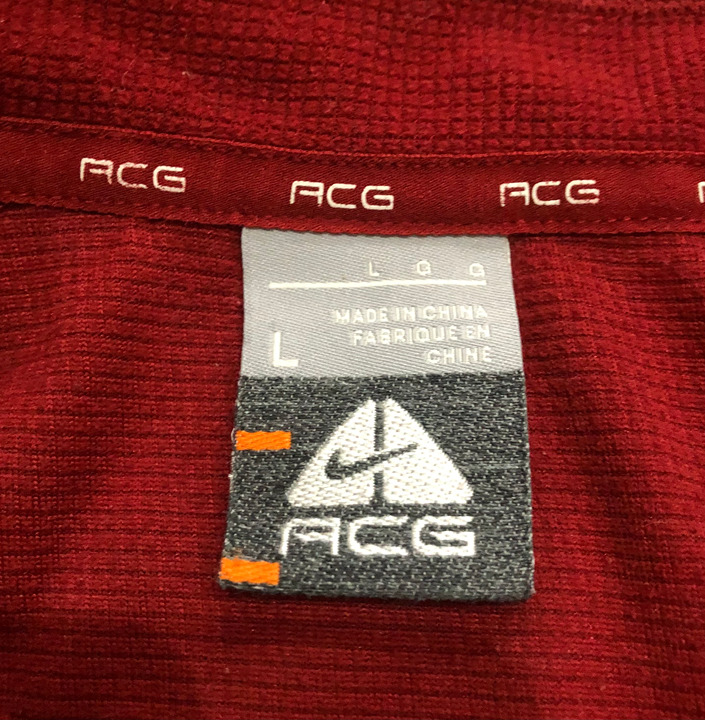 ACG ACG ACG
L G G
MADE IN CHINA
FABRIQUE EN
CHINE
L
ACG